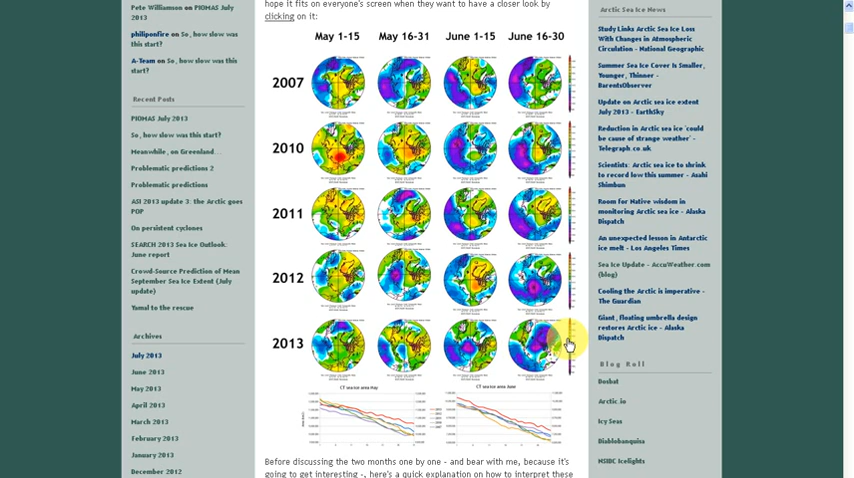 Pete Williamson on PIOMAS July
2013
philiponfire on So, how slow was
this start?
A-Team on So, how slow was this
start?
Recent Posts
PIOMAS July 2013
So, how slow was this start?
Meanwhile, on Greenland...
Problematic predictions 2
Problematic predictions
ASI 2013 update 3: the Arctic goes
POP
On persistent cyclones
SEARCH 2013 Sea Ice Outlook:
June report
Crowd-Source Prediction of Mean
September Sea Ice Extent (July
update)
Yamal to the rescue
Archives
July 2013
June 2013
May 2013
April 2013
March 2013
February 2013
January 2013
December 2012
hope it fits on everyone's screen when they want to have a closer look by
clicking on it:
May 1-15 May 16-31 June 1-15 June 16-30
2007
2010
2011
2012
2013
CT sea ice area May CT sea ice area June
Before discussing the two months one by one - and bear with me, because it's
going to get interesting -, here's a quick explanation on how to interpret these
Arctic Sea Ice News
Study Links Arctic Sea Ice Loss
With Changes in Atmospheric
Circulation - National Geographic
Summer Sea Ice Cover Is Smaller,
Younger, Thinner -
BarentsObserver
Update on Arctic sea ice extent
July 2013 - EarthSky
Reduction in Arctic sea ice 'could
be cause of strange weather' -
Telegraph.co.uk
Scientists: Arctic sea ice to shrink
to record low this summer - Asahi
Shimbun
Room for Native wisdom in
monitoring Arctic sea ice - Alaska
Dispatch
An unexpected lesson in Antarctic
ice melt - Los Angeles Times
Sea Ice Update - AccuWeather.com
(blog)
Cooling the Arctic is imperative -
The Guardian
Giant, floating umbrella design
restores Arctic ice - Alaska
Dispatch
Blog Roll
Dosbat
Arctic.io
Icy Seas
Diablobanquisa
NSIDC Icelights